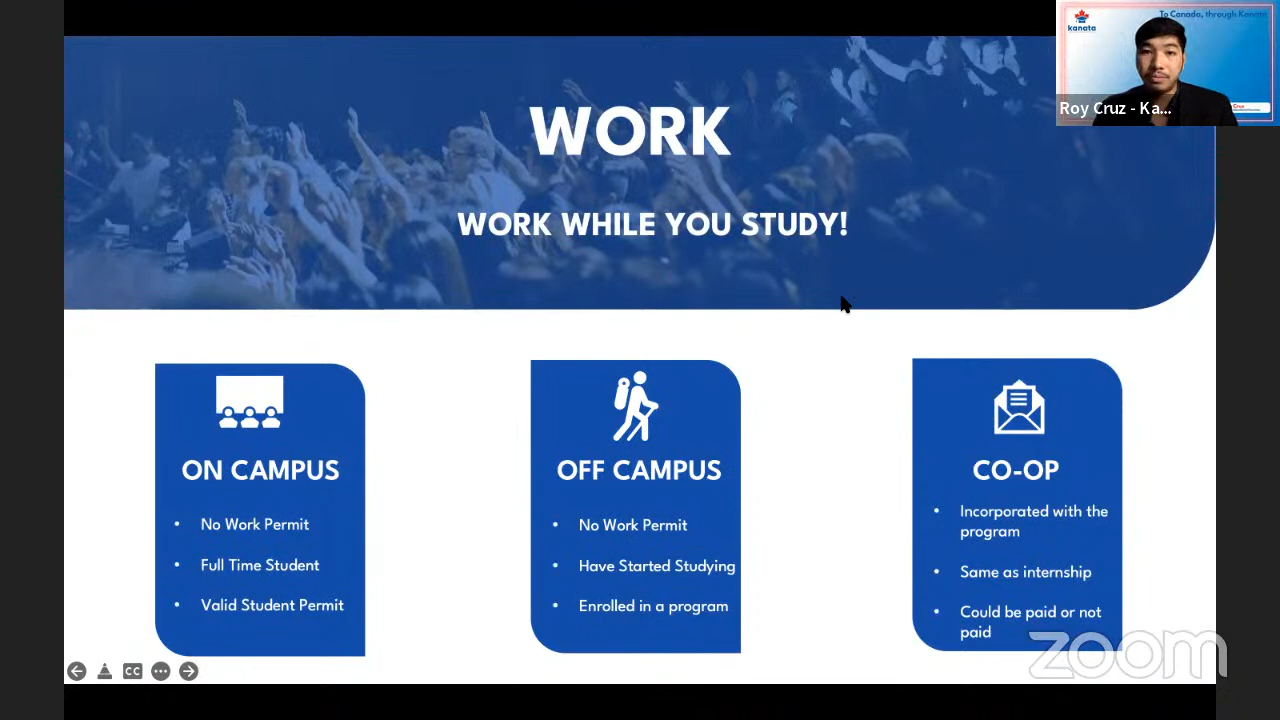 To Canada, through Kanata
kanata
Cruz
Roy Cruz - Ka...
WORK
WORK WHILE YOU STUDY!
ON CAMPUS
• No Work Permit
• Full Time Student
• Valid Student Permit
OFF CAMPUS
• No Work Permit
• Have Started Studying
• Enrolled in a program
CO-OP
• Incorporated with the
program
• Same as internship
• Could be paid or not
paid
CC
zoom